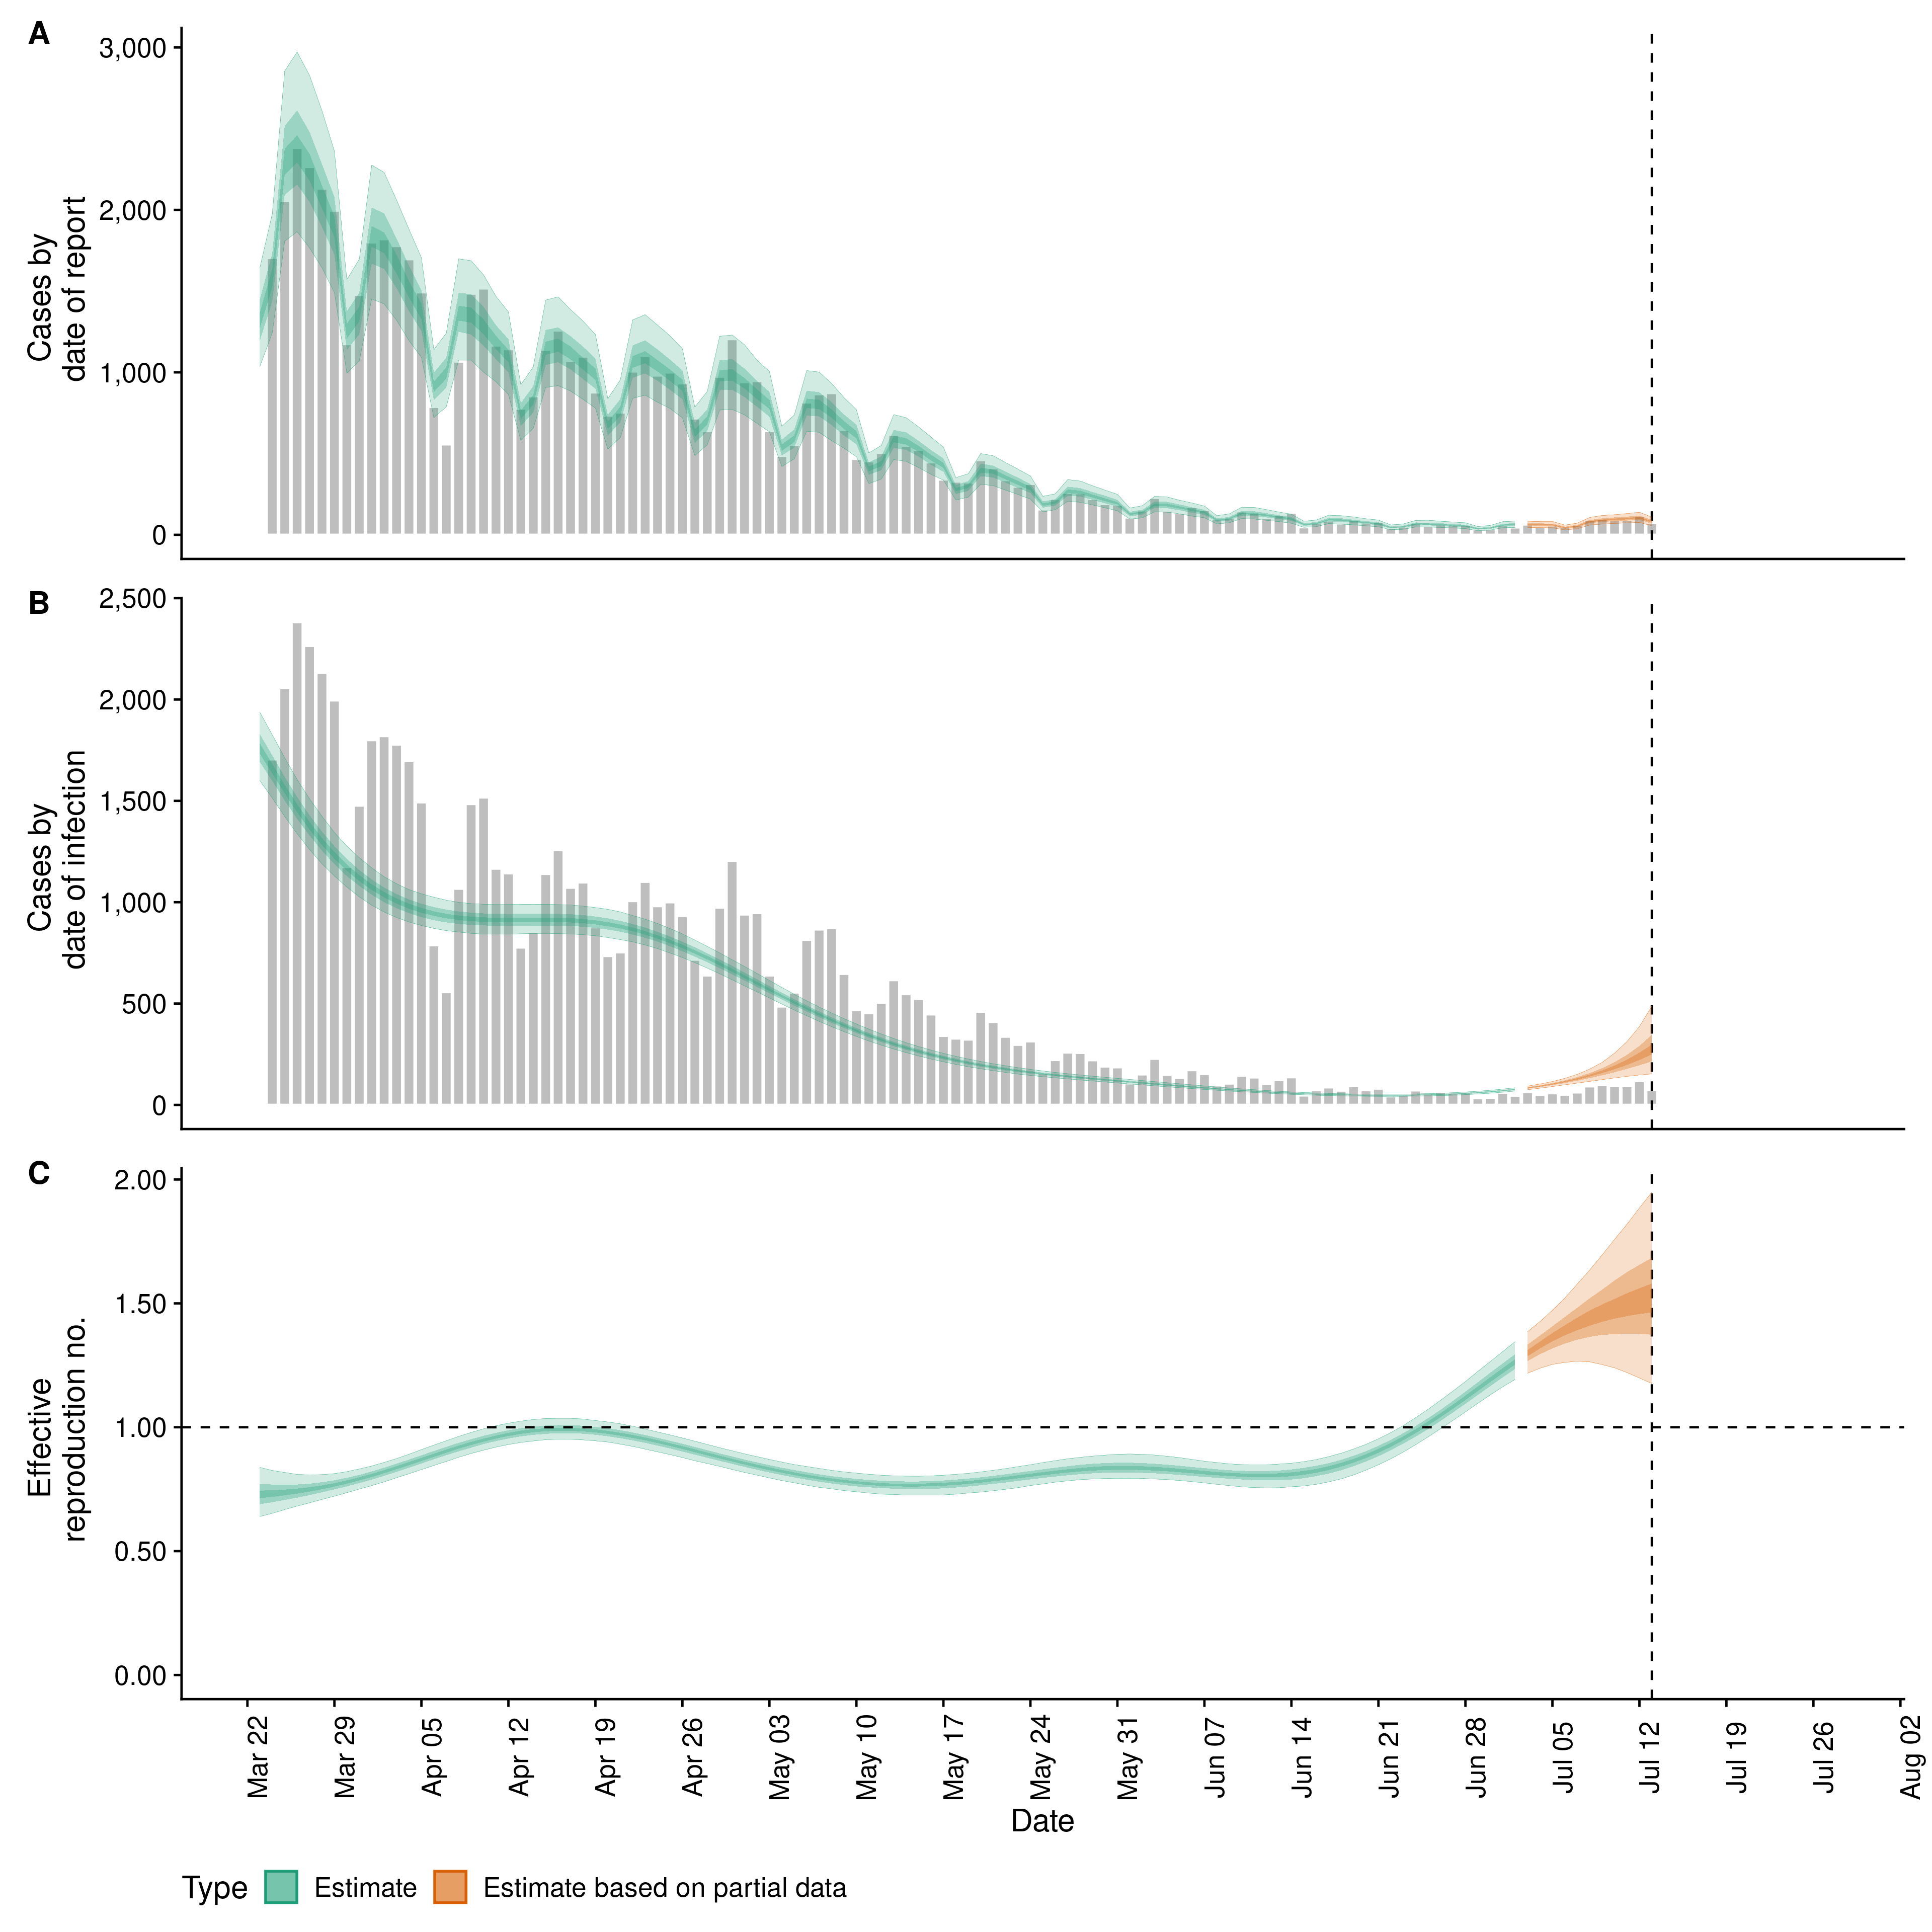 A
3,000
2,000
1,000
0
Cases by
date of report
B
2,500
2,000
1,500
1,000
500
0
Cases by
date of infection
C
2.00
1.50
1.00
0.50
0.00
Effective
reproduction no.
Mar 22
Mar 29
Apr 05
Apr 12
Apr 19
Apr 26
May 03
May 10
May 17
May 24
May 31
Jun 07
Jun 14
Jun 21
Jun 28
Jul 05
Jul 12
Jul 19
Jul 26
Aug 02
Date
Type Estimate Estimate based on partial data